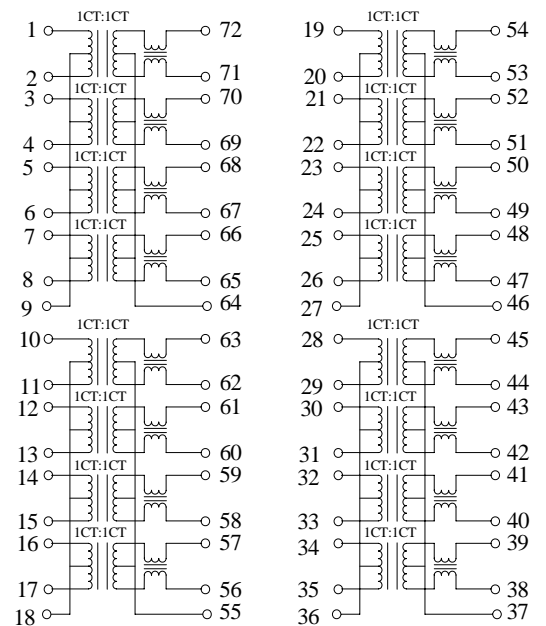 1CT:1CT 1CT:1CT
1 72 19 54
2 71 20 53
1CT:1CT 1CT:1CT
3 70 21 52
4 69 22 51
1CT:1CT 1CT:1CT
5 68 23 50
6 67 24 49
1CT:1CT 1CT:1CT
7 66 25 48
8 65 26 47
9 64 27 46
1CT:1CT 1CT:1CT
10 63 28 45
11 62 29 44
1CT:1CT 1CT:1CT
12 61 30 43
13 60 31 42
1CT:1CT 1CT:1CT
14 59 32 41
15 58 33 40
1CT:1CT 1CT:1CT
16 57 34 39
17 56 35 38
18 55 36 37